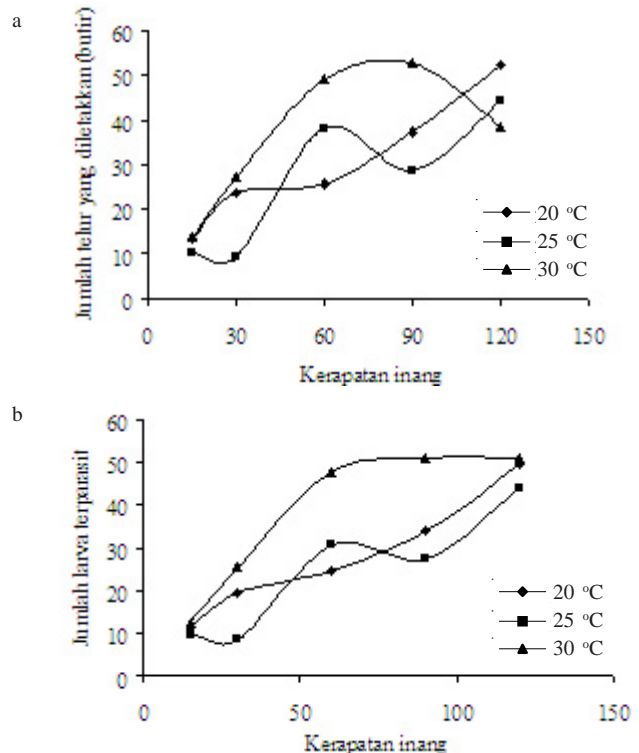 a
Jumlah telur yang diletakkan (butir)
60
50
40
30
20
10
0
0 30 60 90 120 150
Kerapatan inang
20 °C
25 °C
30 °C
b
Jumlah larva terparasit
60
50
40
30
20
10
0
0 50 100 150
Kerapatan inang
20 °C
25 °C
30 °C